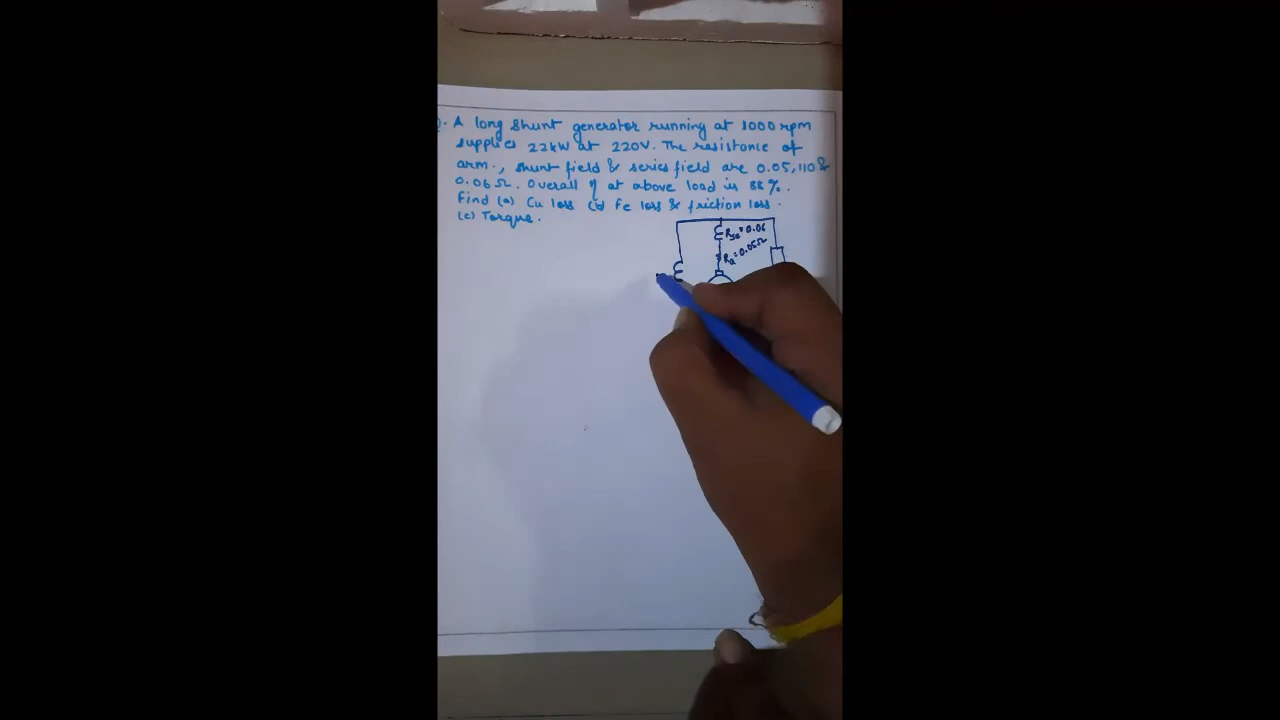 Q. A long shunt generator running at 1000 rpm
supplies 22kW at 220V. The resistance of
arm., shunt field & series field are 0.05, 110 &
0.06 Ω. Overall η at above load is 88%.
Find (a) Cu loss (b) Fe loss & friction loss.
(c) Torque.
Rse = 0.06
Ra = 0.05Ω